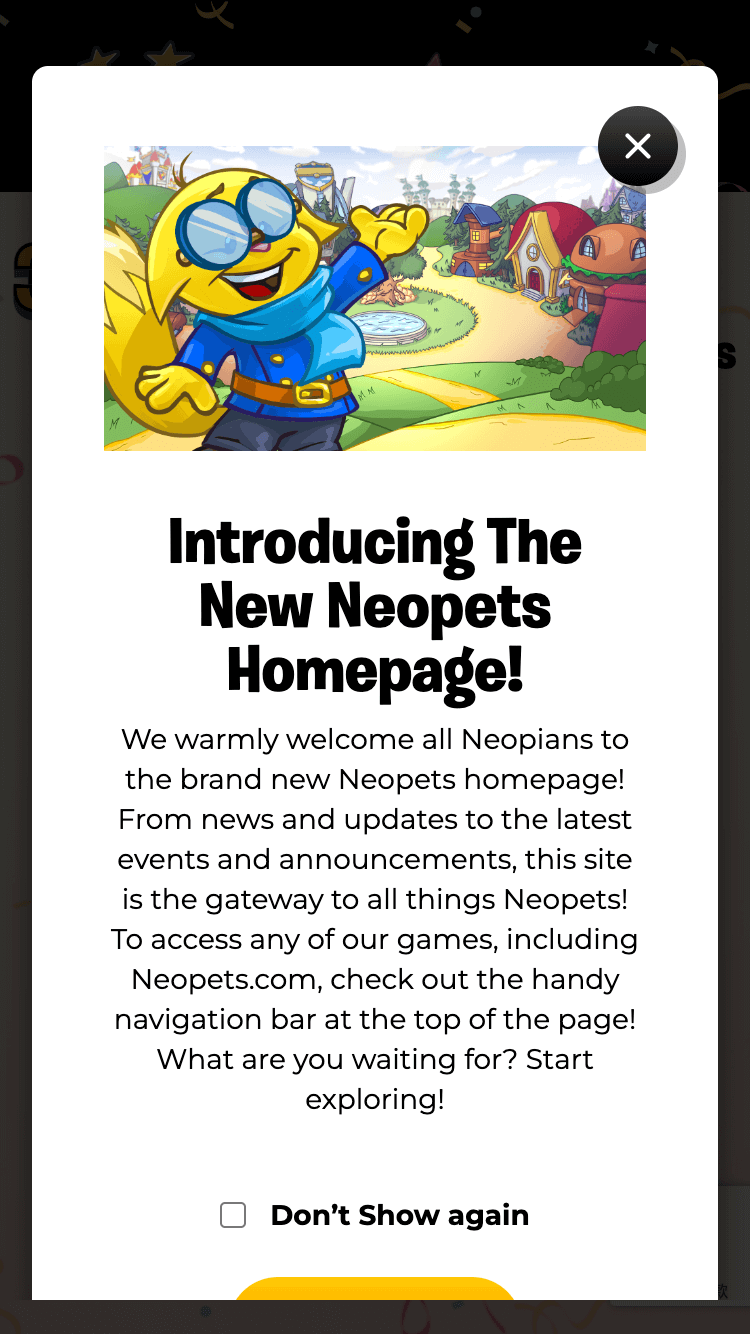 Introducing The
New Neopets
Homepage!
We warmly welcome all Neopians to
the brand new Neopets homepage!
From news and updates to the latest
events and announcements, this site
is the gateway to all things Neopets!
To access any of our games, including
Neopets.com, check out the handy
navigation bar at the top of the page!
What are you waiting for? Start
exploring!
Don’t Show again